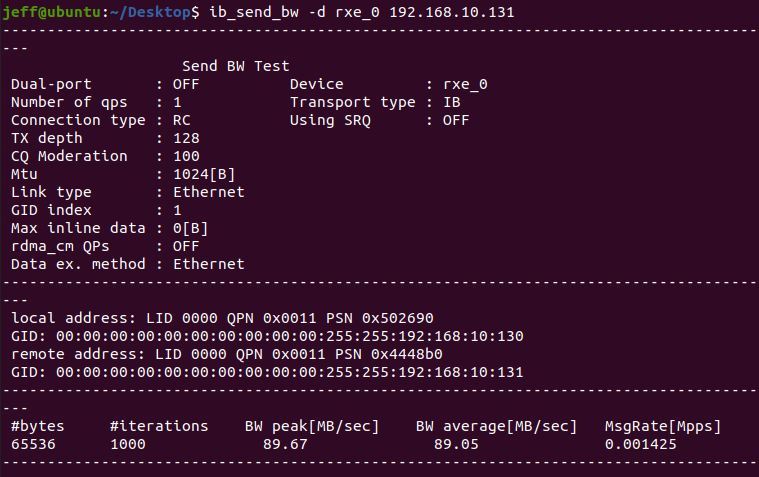 jeff@ubuntu:~/Desktop$ ib_send_bw -d rxe_0 192.168.10.131
------------------------------------------------------------------------------------
---
                    Send BW Test
 Dual-port       : OFF          Device         : rxe_0
 Number of qps   : 1            Transport type : IB
 Connection type : RC           Using SRQ      : OFF
 TX depth        : 128
 CQ Moderation   : 100
 Mtu             : 1024[B]
 Link type       : Ethernet
 GID index       : 1
 Max inline data : 0[B]
 rdma_cm QPs     : OFF
 Data ex. method : Ethernet
------------------------------------------------------------------------------------
---
 local address: LID 0000 QPN 0x0011 PSN 0x502690
 GID: 00:00:00:00:00:00:00:00:00:00:255:255:192:168:10:130
 remote address: LID 0000 QPN 0x0011 PSN 0x4448b0
 GID: 00:00:00:00:00:00:00:00:00:00:255:255:192:168:10:131
------------------------------------------------------------------------------------
---
 #bytes     #iterations    BW peak[MB/sec]    BW average[MB/sec]   MsgRate[Mpps]
 65536      1000             89.67              89.05              0.001425
------------------------------------------------------------------------------------